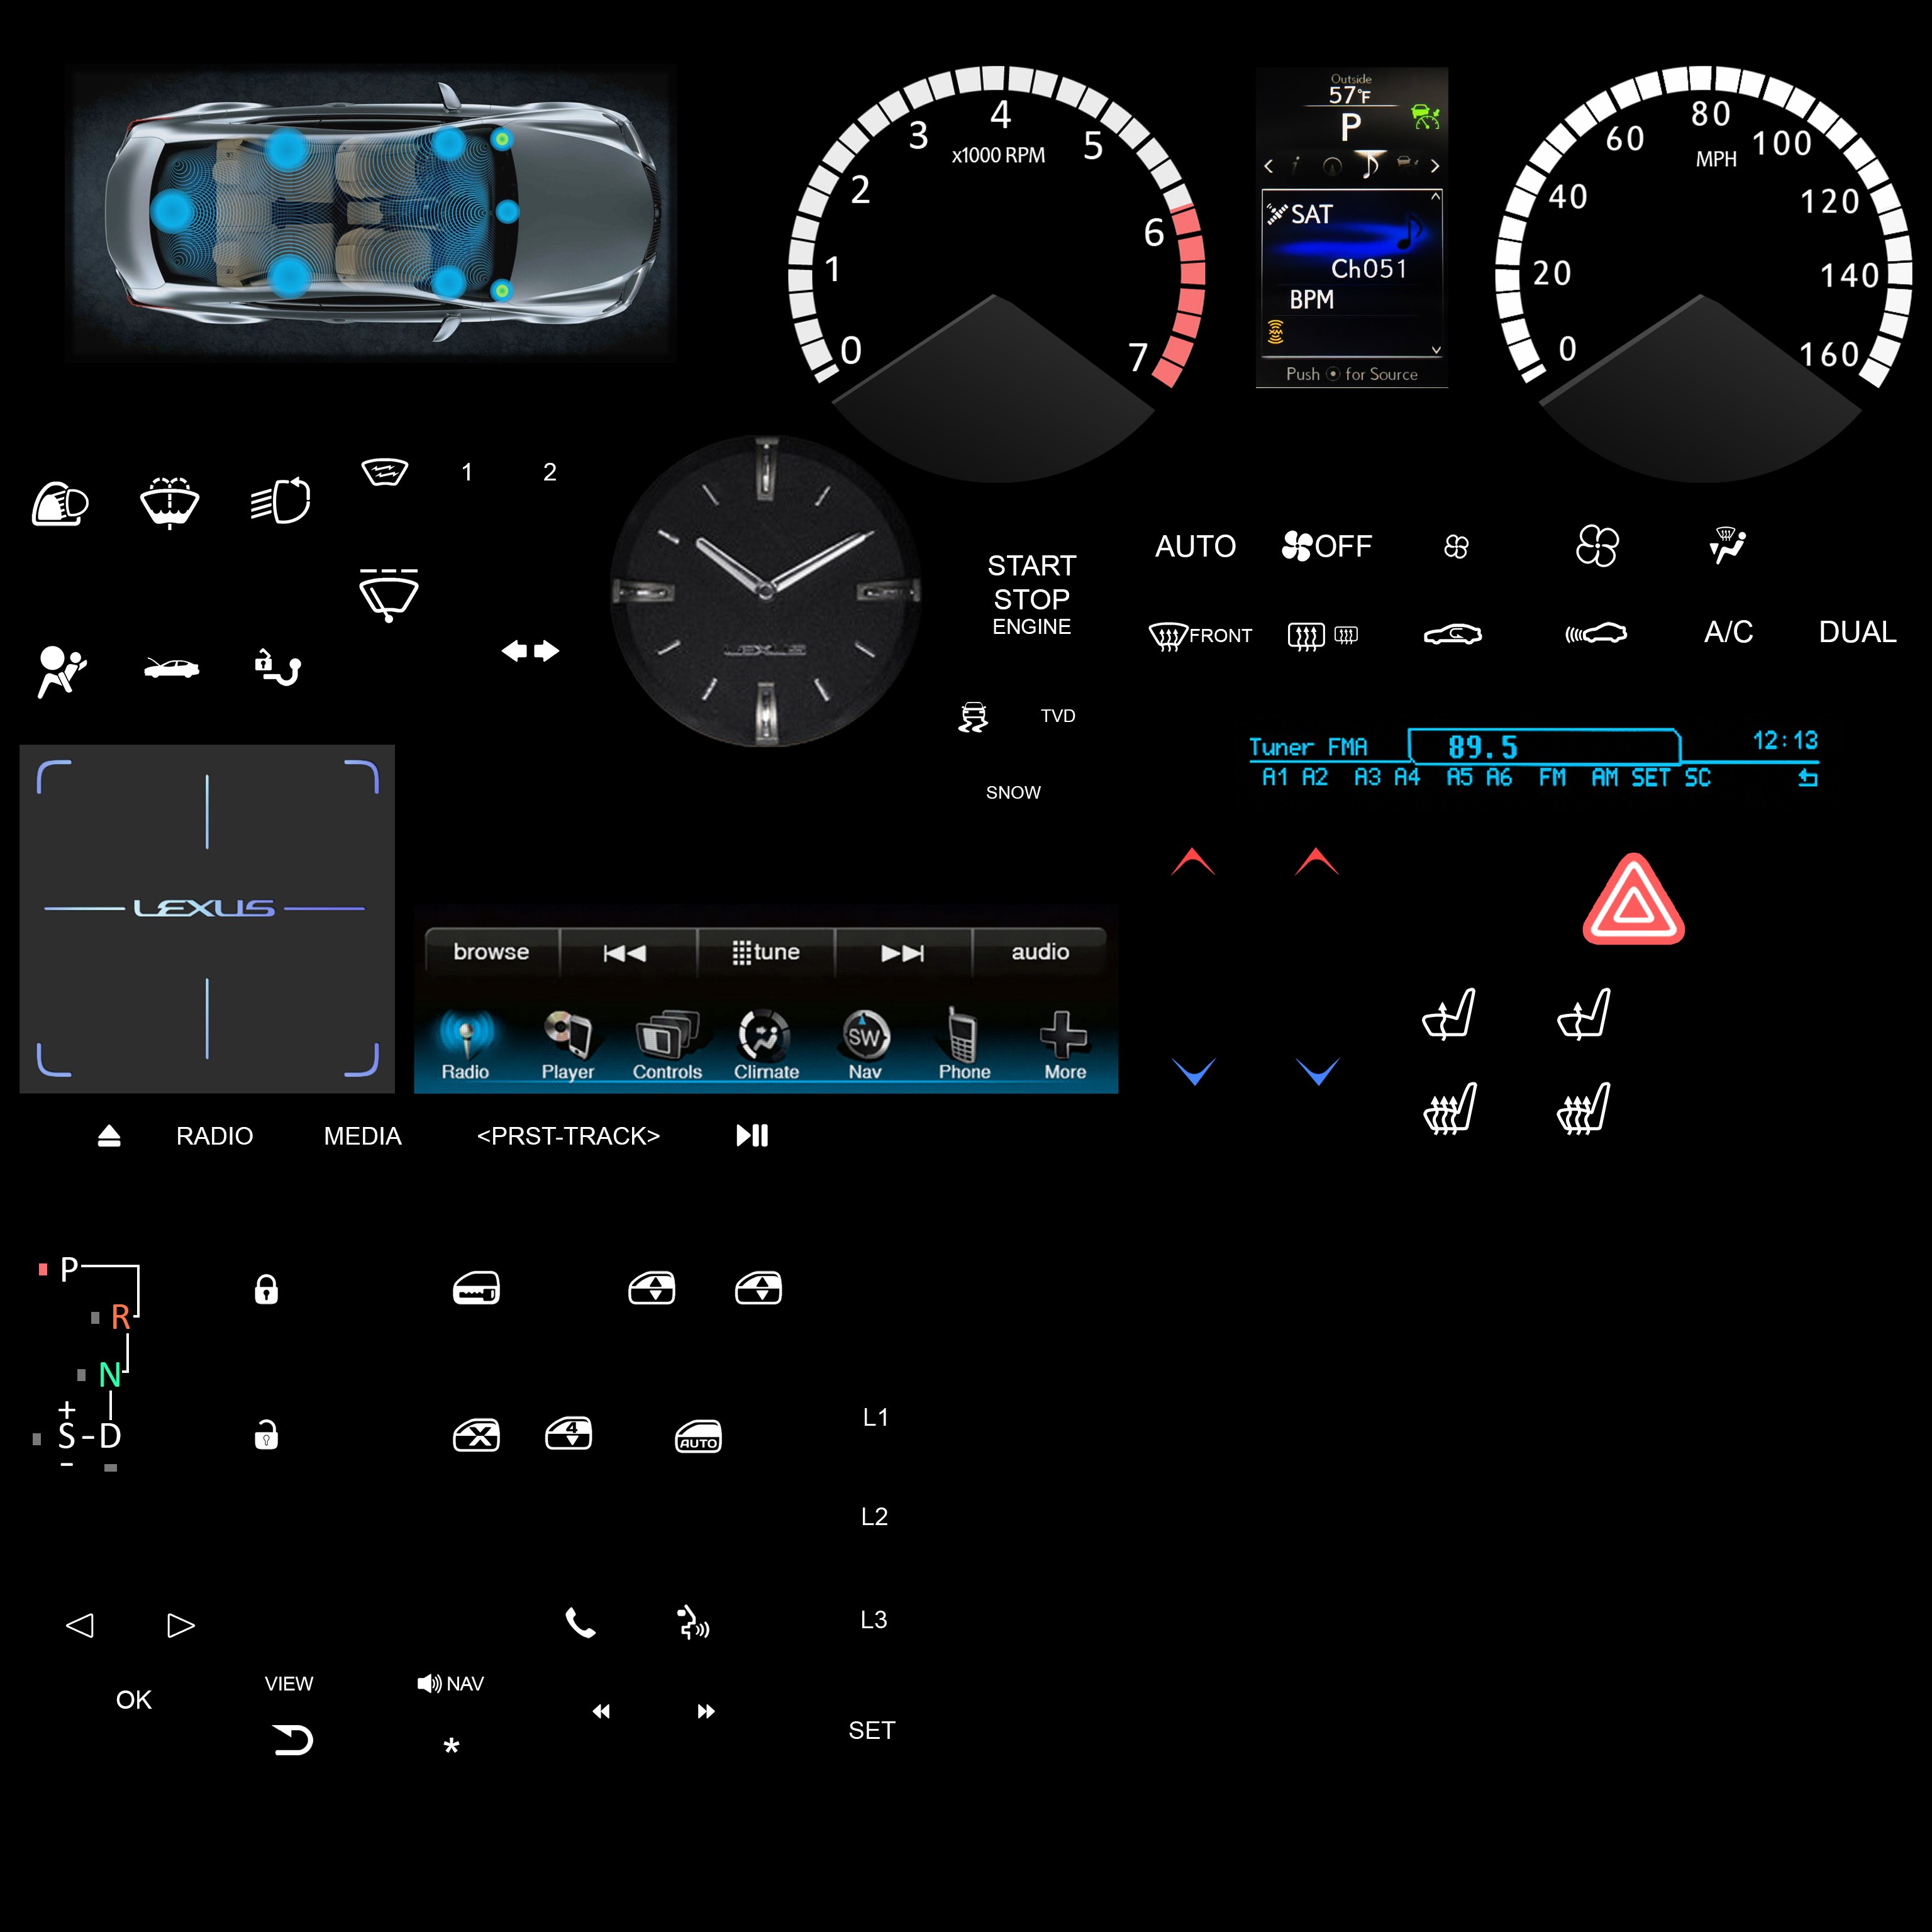 0
1
2
3
4
5
6
7
x1000 RPM
Outside
57°F
P
SAT
Ch051
BPM
Push for Source
0
20
40
60
80
100
120
140
160
MPH
1
2
LEXUS
START
STOP
ENGINE
AUTO
OFF
FRONT
A/C
DUAL
TVD
SNOW
Tuner FMA
89.5
12:13
A1 A2 A3 A4 A5 A6 FM AM SET SC
LEXUS
browse
tune
audio
SW
Radio
Player
Controls
Climate
Nav
Phone
More
RADIO
MEDIA
<PRST-TRACK>
P
R
N
+
S-D
-
4
AUTO
L1
L2
L3
OK
VIEW
NAV
*
SET